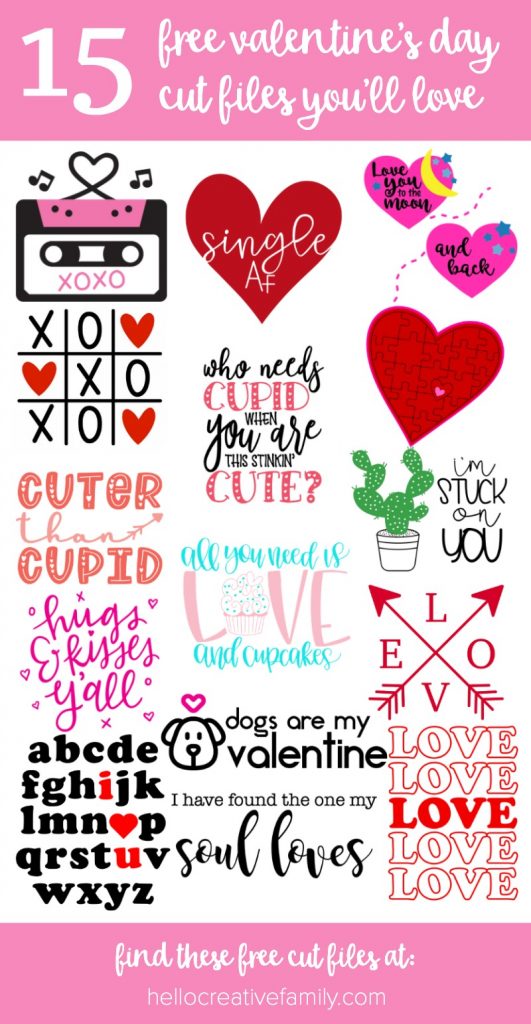 15 free valentine's day
cut files you'll love
XOXO
single
AF
Love
you to the
moon
and
back
X O
X O
X O
who needs
CUPID
WHEN
you are
THIS STINKIN'
CUTE?
CUTER
than
CUPID
i'm
STUCK
on
YOU
all you need is
LOVE
and cupcakes
hugs
& kisses
y'all
L
E O
V
dogs are my
valentine
abcde
fghijk
lmn p
qrstuv
wxyz
I have found the one my
soul loves
LOVE
LOVE
LOVE
LOVE
LOVE
find these free cut files at:
hellocreativefamily.com